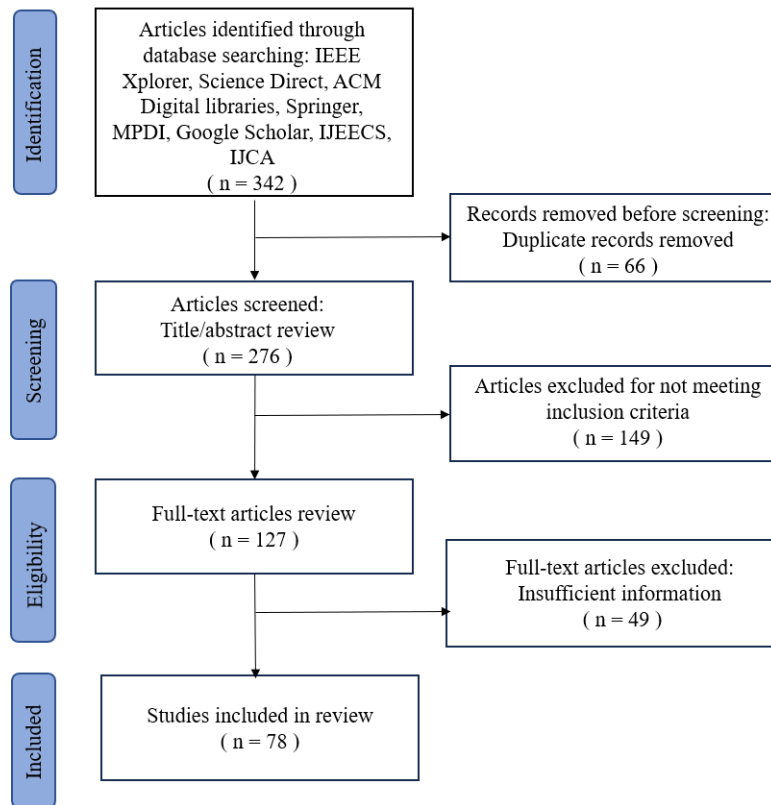 Identification
Articles identified through
database searching: IEEE
Xplorer, Science Direct, ACM
Digital libraries, Springer,
MPDI, Google Scholar, IJEECS,
IJCA
( n = 342 )
Records removed before screening:
Duplicate records removed
( n = 66 )
Screening
Articles screened:
Title/abstract review
( n = 276 )
Articles excluded for not meeting
inclusion criteria
( n = 149 )
Eligibility
Full-text articles review
( n = 127 )
Full-text articles excluded:
Insufficient information
( n = 49 )
Included
Studies included in review
( n = 78 )